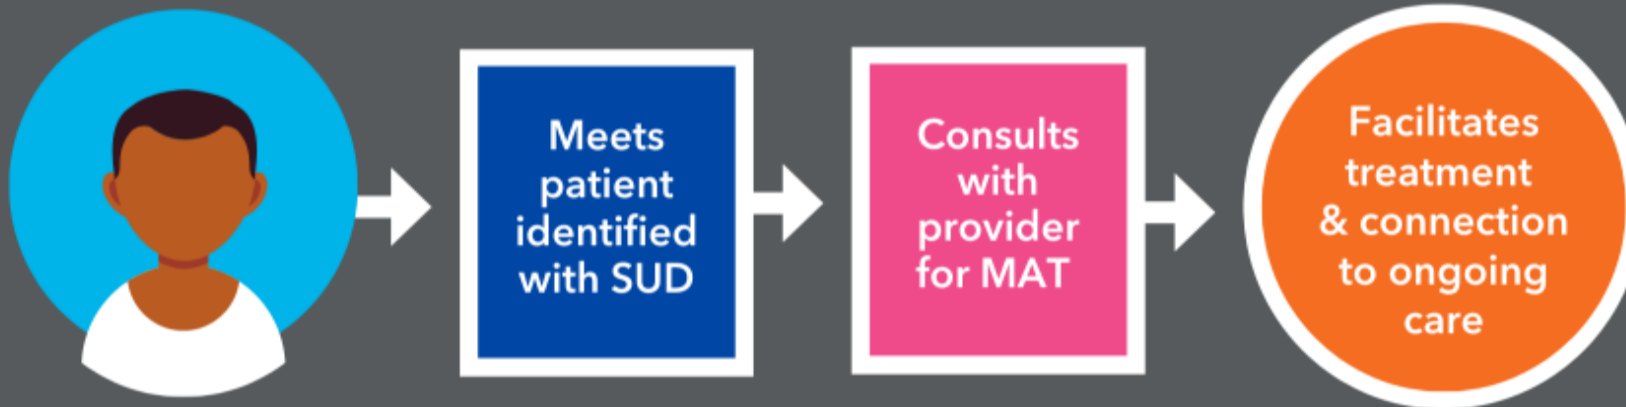 Meets
patient
identified
with SUD
Consults
with
provider
for MAT
Facilitates
treatment
& connection
to ongoing
care